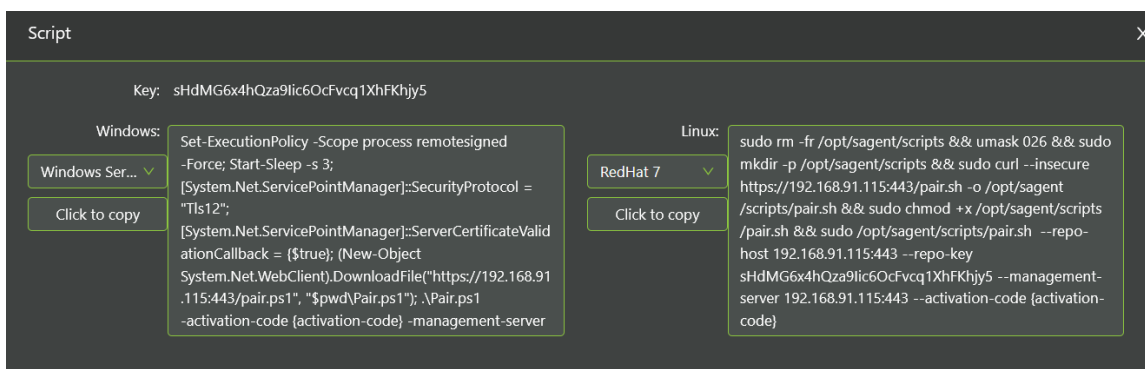 Script
X
Key: sHdMG6x4hQza9Iic6OcFvcq1XhFKhjy5
Windows:
Windows Ser...
Click to copy
Set-ExecutionPolicy -Scope process remotesigned
-Force; Start-Sleep -s 3;
[System.Net.ServicePointManager]::SecurityProtocol =
"Tls12";
[System.Net.ServicePointManager]::ServerCertificateValid
ationCallback = {$true}; (New-Object
System.Net.WebClient).DownloadFile("https://192.168.91
.115:443/pair.ps1", "$pwd\Pair.ps1"); .\Pair.ps1
-activation-code {activation-code} -management-server
Linux:
RedHat 7
Click to copy
sudo rm -fr /opt/sagent/scripts && umask 026 && sudo
mkdir -p /opt/sagent/scripts && sudo curl --insecure
https://192.168.91.115:443/pair.sh -o /opt/sagent
/scripts/pair.sh && sudo chmod +x /opt/sagent/scripts
/pair.sh && sudo /opt/sagent/scripts/pair.sh --repo-
host 192.168.91.115:443 --repo-key
sHdMG6x4hQza9Iic6OcFvcq1XhFKhjy5 --management-
server 192.168.91.115:443 --activation-code {activation-
code}